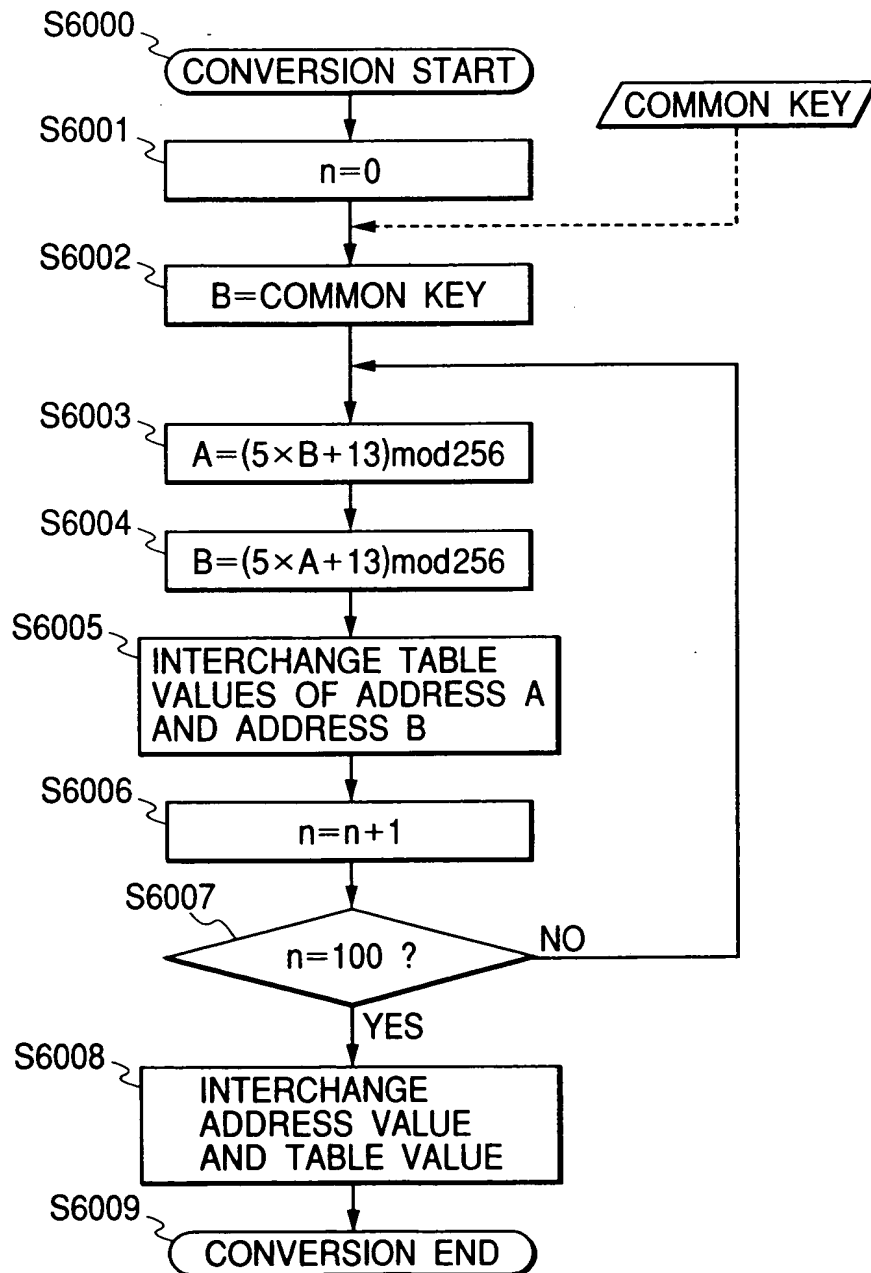 S6000
CONVERSION START
COMMON KEY
S6001
n=0
S6002
B=COMMON KEY
S6003
A=(5×B+13)mod256
S6004
B=(5×A+13)mod256
S6005
INTERCHANGE TABLE
VALUES OF ADDRESS A
AND ADDRESS B
S6006
n=n+1
S6007
n=100 ?
NO
YES
S6008
INTERCHANGE
ADDRESS VALUE
AND TABLE VALUE
S6009
CONVERSION END